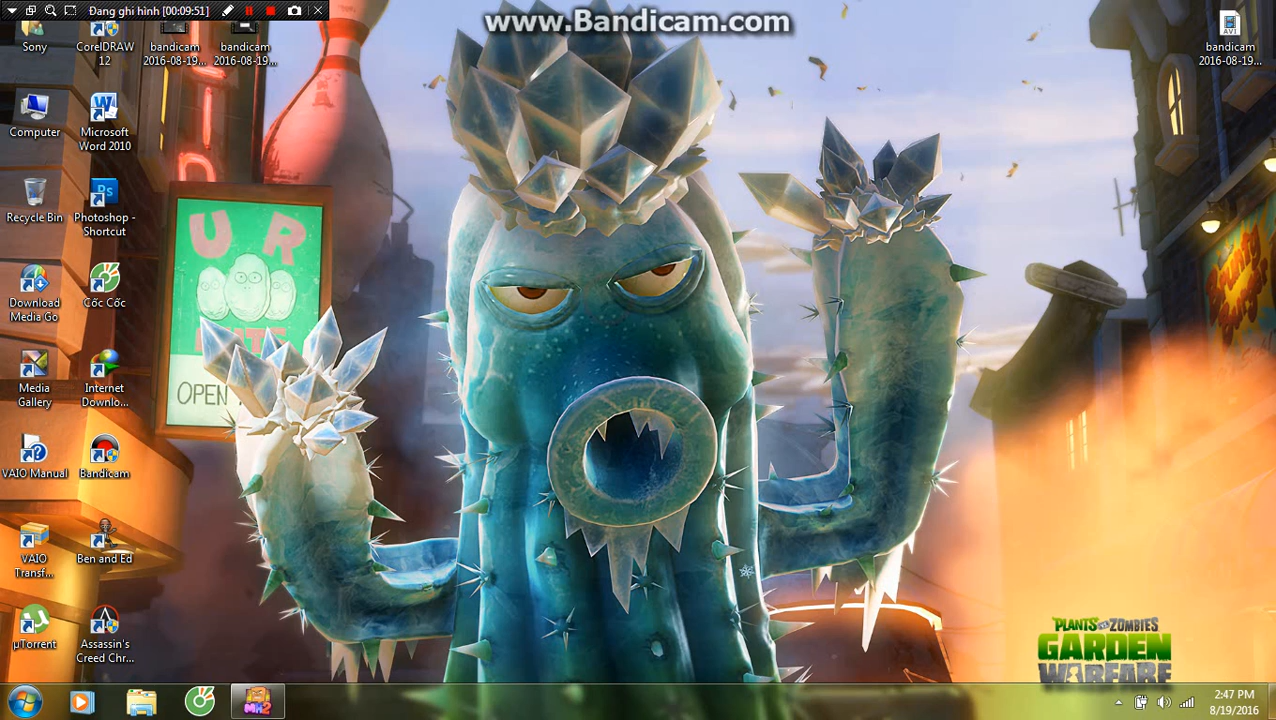 Đang ghi hình [00:09:51]
www.Bandicam.com
Sony
CorelDRAW
12
bandicam
2016-08-19...
bandicam
2016-08-19...
bandicam
2016-08-19...
Computer
Microsoft
Word 2010
Recycle Bin
Photoshop -
Shortcut
Download
Media Go
Cốc Cốc
Media
Gallery
Internet
Downlo...
VAIO Manual
Bandicam
VAIO
Transf...
Ben and Ed
µTorrent
Assassin's
Creed Chr...
U R
OPEN
PLANTS VS ZOMBIES
GARDEN
WARFARE
2:47 PM
8/19/2016